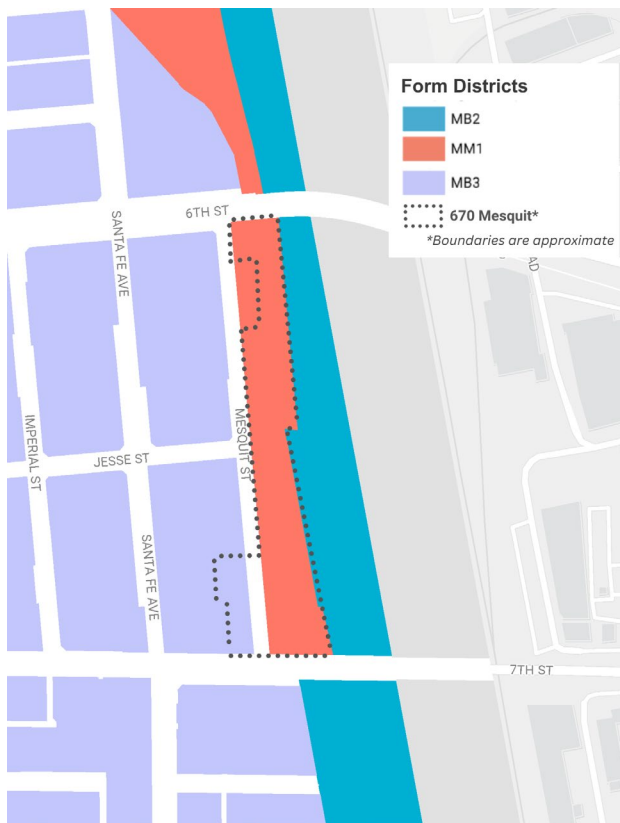 Form Districts
MB2
MM1
MB3
670 Mesquit*
*Boundaries are approximate
6TH ST
SANTA FE AVE
AD
MESQUIT ST
IMPERIAL ST
JESSE ST
SANTA FE AVE
7TH ST